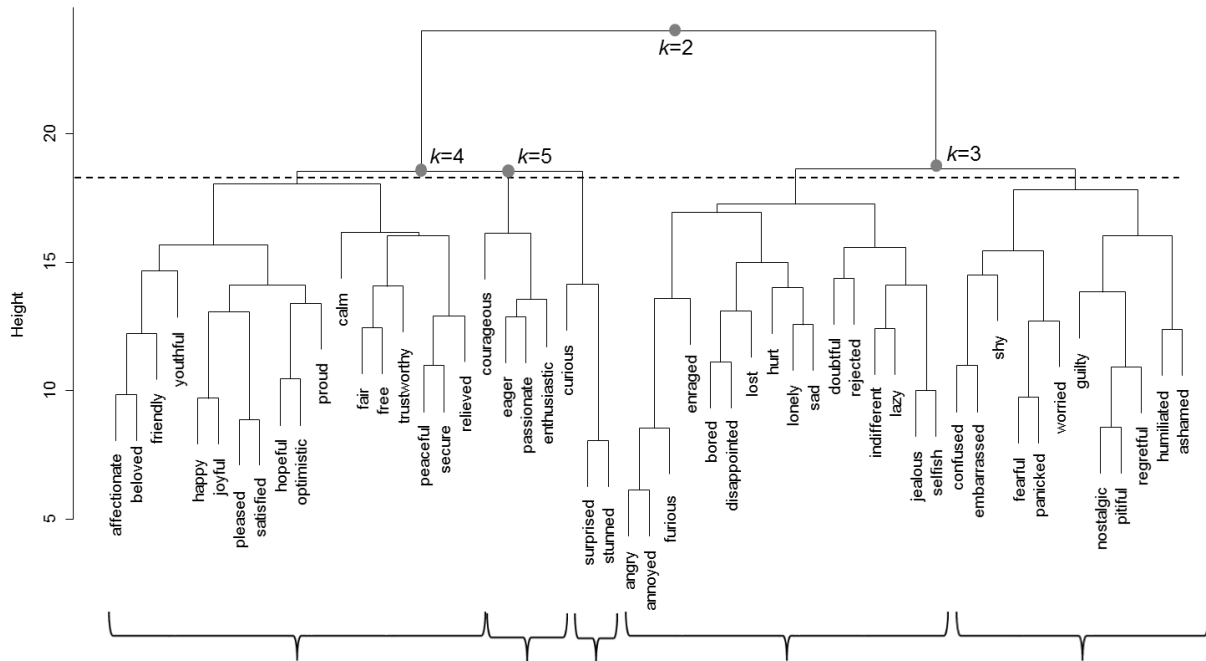 k=2
20
k=4
k=5
k=3
15
10
5
Height
affectionate
beloved
friendly
youthful
happy
joyful
pleased
satisfied
hopeful
optimistic
proud
calm
fair
free
trustworthy
peaceful
secure
relieved
courageous
eager
passionate
enthusiastic
curious
surprised
stunned
angry
annoyed
furious
enraged
bored
disappointed
lost
hurt
lonely
sad
doubtful
rejected
indifferent
lazy
jealous
selfish
confused
embarrassed
shy
fearful
panicked
worried
guilty
nostalgic
pitiful
regretful
humiliated
ashamed